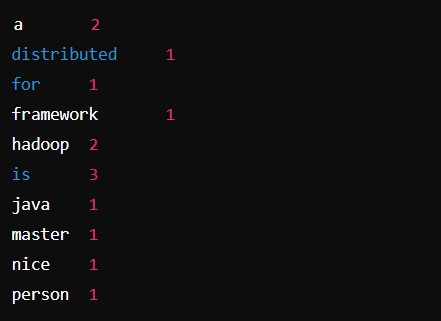 a 2
distributed 1
for 1
framework 1
hadoop 2
is 3
java 1
master 1
nice 1
person 1